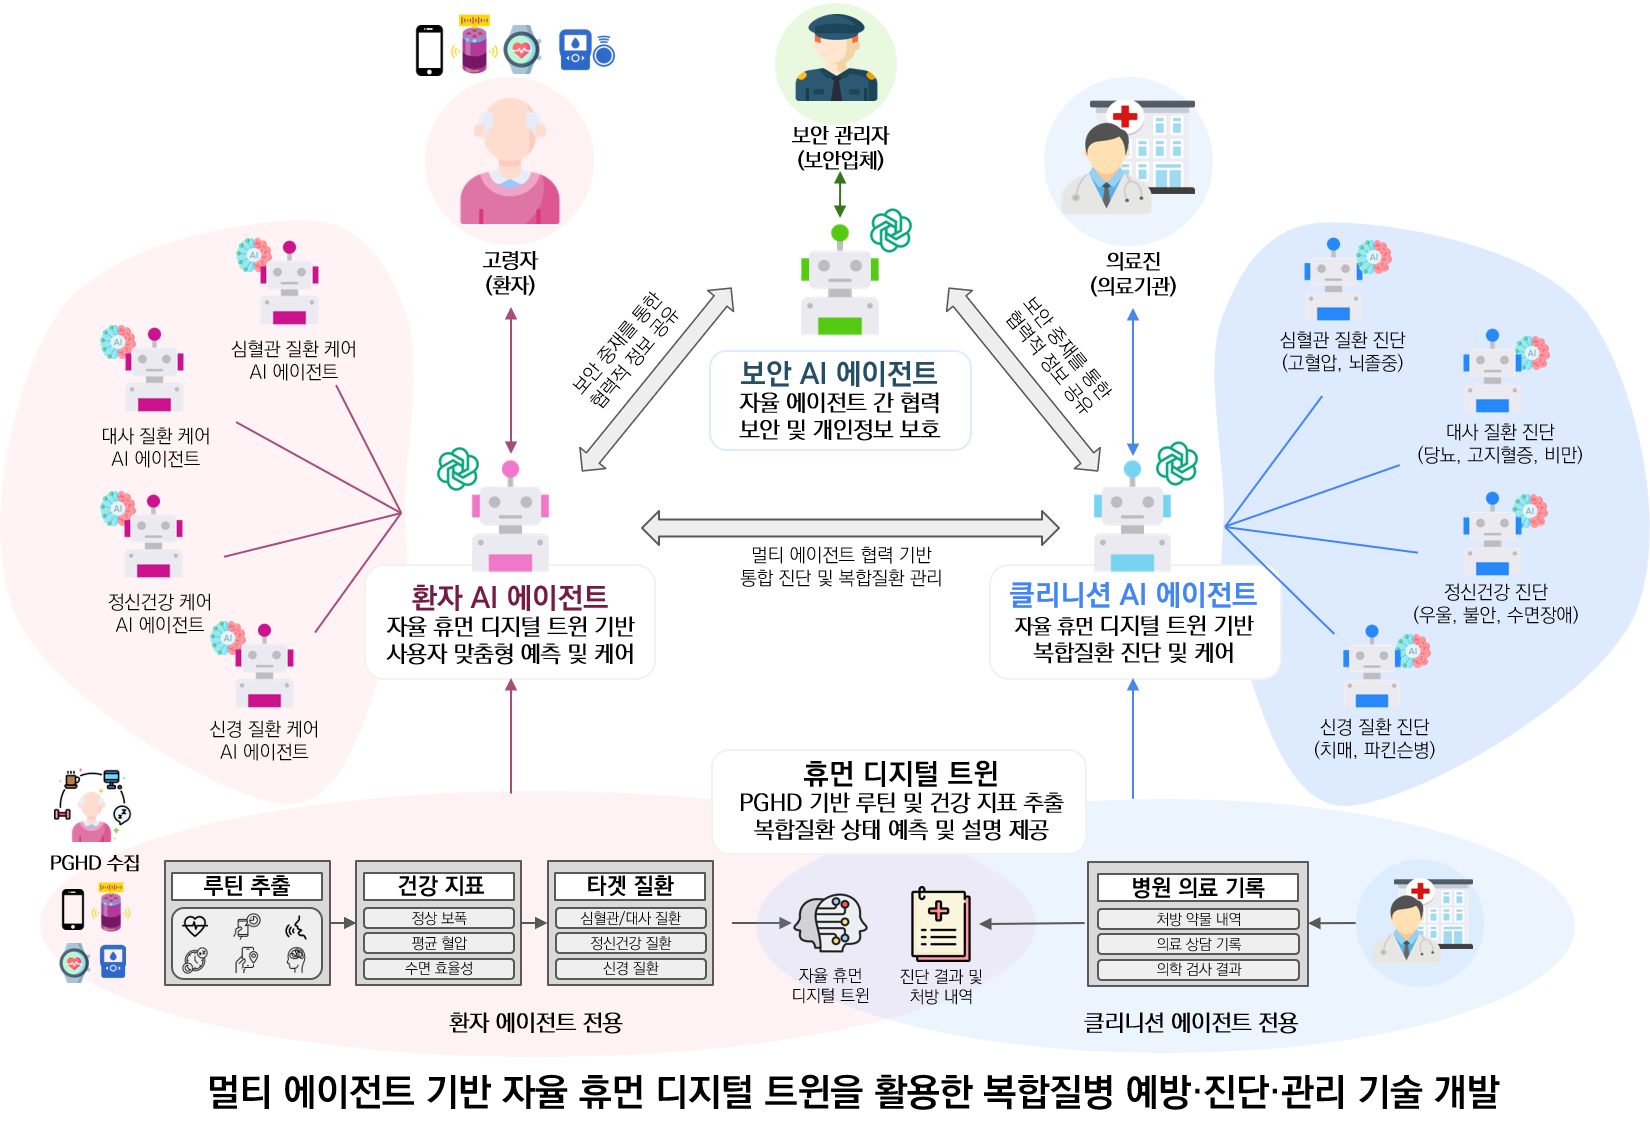 보안 관리자
(보안업체)
고령자
(환자)
의료진
(의료기관)
보안 중재를 통한
협력적 정보 공유
보안 중재를 통한
협력적 정보 공유
보안 AI 에이전트
자율 에이전트 간 협력
보안 및 개인정보 보호
AI
심혈관 질환 케어
AI 에이전트
AI
대사 질환 케어
AI 에이전트
AI
정신건강 케어
AI 에이전트
AI
신경 질환 케어
AI 에이전트
AI
심혈관 질환 진단
(고혈압, 뇌졸중)
AI
대사 질환 진단
(당뇨, 고지혈증, 비만)
AI
정신건강 진단
(우울, 불안, 수면장애)
AI
신경 질환 진단
(치매, 파킨슨병)
멀티 에이전트 협력 기반
통합 진단 및 복합질환 관리
환자 AI 에이전트
자율 휴먼 디지털 트윈 기반
사용자 맞춤형 예측 및 케어
클리니션 AI 에이전트
자율 휴먼 디지털 트윈 기반
복합질환 진단 및 케어
휴먼 디지털 트윈
PGHD 기반 루틴 및 건강 지표 추출
복합질환 상태 예측 및 설명 제공
PGHD 수집
루틴 추출
건강 지표
정상 보폭
평균 혈압
수면 효율성
타겟 질환
심혈관/대사 질환
정신건강 질환
신경 질환
자율 휴먼
디지털 트윈
진단 결과 및
처방 내역
병원 의료 기록
처방 약물 내역
의료 상담 기록
의학 검사 결과
환자 에이전트 전용
클리니션 에이전트 전용
멀티 에이전트 기반 자율 휴먼 디지털 트윈을 활용한 복합질병 예방·진단·관리 기술 개발